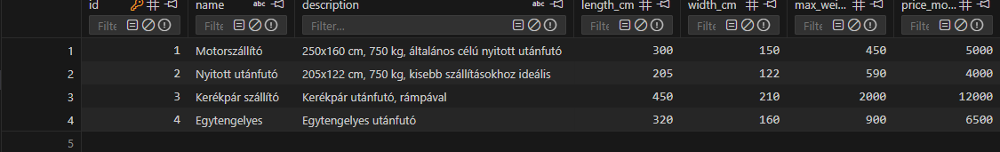 id name abc description abc length_cm width_cm max_wei... price_mo...
Filte Filte Filter... Filte Filte Filte Filte
1 1 Motorszállító 250x160 cm, 750 kg, általános célú nyitott utánfutó 300 150 450 5000
2 2 Nyitott utánfutó 205x122 cm, 750 kg, kisebb szállításokhoz ideális 205 122 590 4000
3 3 Kerékpár szállító Kerékpár utánfutó, rámpával 450 210 2000 12000
4 4 Egytengelyes Egytengelyes utánfutó 320 160 900 6500
5